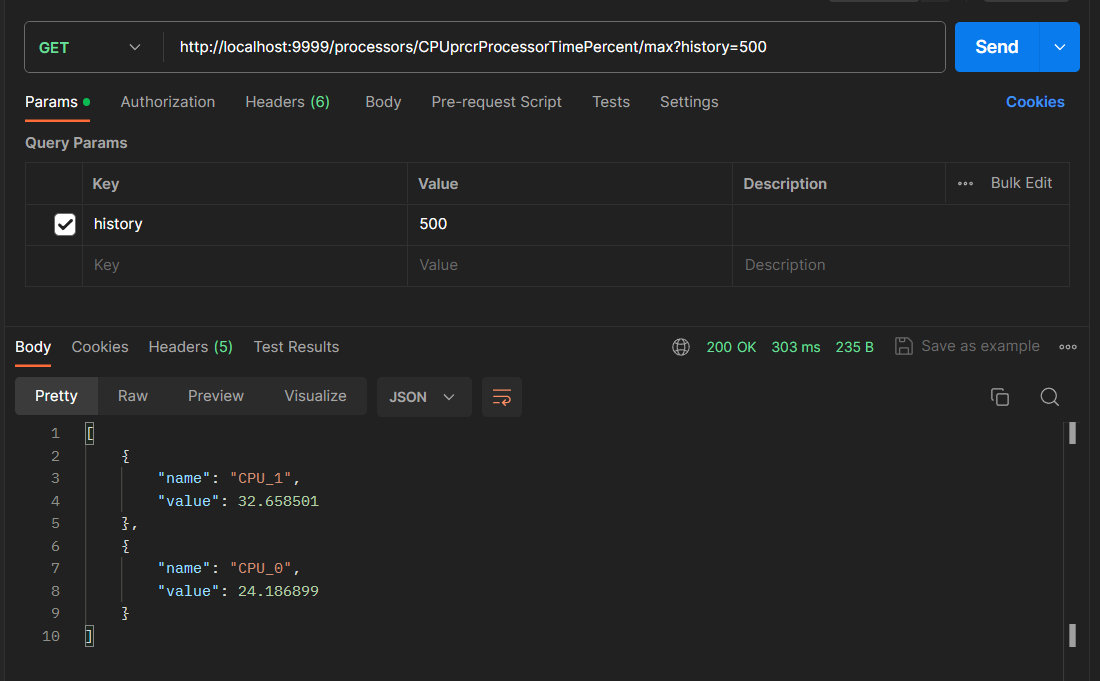 GET http://localhost:9999/processors/CPUprcrProcessorTimePercent/max?history=500 Send
Params Authorization Headers (6) Body Pre-request Script Tests Settings Cookies
Query Params
Key Value Description Bulk Edit
history 500
Key Value Description
Body Cookies Headers (5) Test Results 200 OK 303 ms 235 B Save as example
Pretty Raw Preview Visualize JSON
1 [
2 {
3 "name": "CPU_1",
4 "value": 32.658501
5 },
6 {
7 "name": "CPU_0",
8 "value": 24.186899
9 }
10 ]